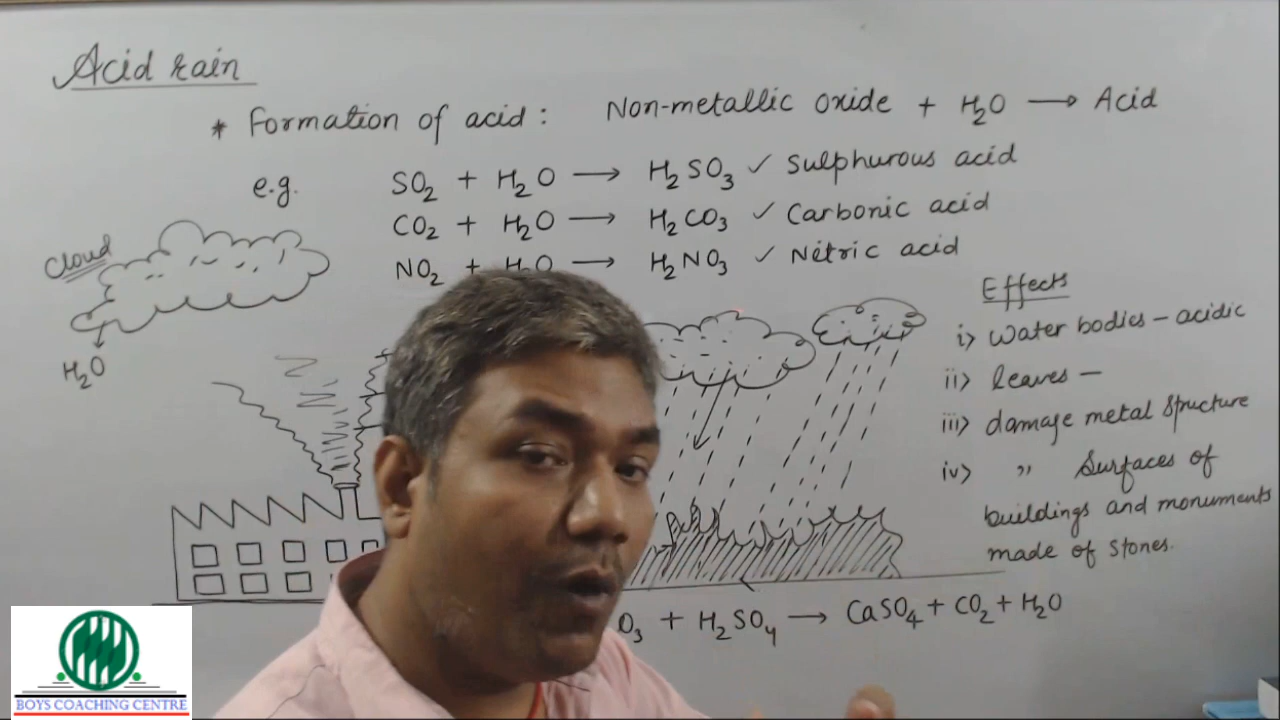 Acid rain
* Formation of acid : Non-metallic oxide + H2O → Acid
e.g. SO2 + H2O → H2SO3 ✓ Sulphurous acid
CO2 + H2O → H2CO3 ✓ Carbonic acid
NO2 + H2O → H2NO3 ✓ Nitric acid
Cloud
H2O
Effects
i> Water bodies - acidic
ii> leaves -
iii> damage metal structure
iv> " Surfaces of
buildings and monuments
made of stones.
O3 + H2SO4 → CaSO4 + CO2 + H2O
BOYS COACHING CENTRE